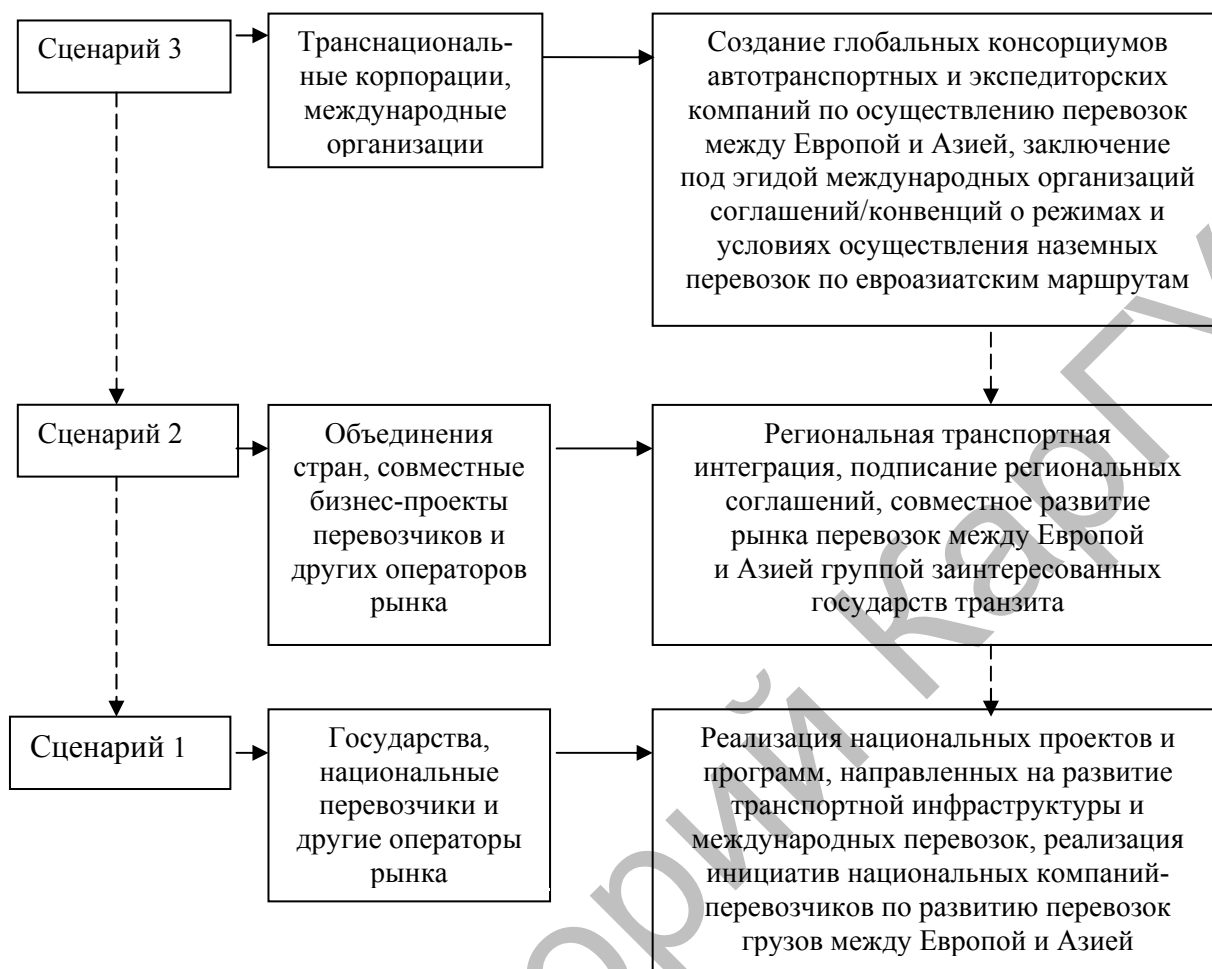 Сценарий 3
Транснациональ-
ные корпорации,
международные
организации
Создание глобальных консорциумов
автотранспортных и экспедиторских
компаний по осуществлению перевозок
между Европой и Азией, заключение
под эгидой международных организаций
соглашений/конвенций о режимах и
условиях осуществления наземных
перевозок по евроазиатским маршрутам
Сценарий 2
Объединения
стран, совместные
бизнес-проекты
перевозчиков и
других операторов
рынка
Региональная транспортная
интеграция, подписание региональных
соглашений, совместное развитие
рынка перевозок между Европой
и Азией группой заинтересованных
государств транзита
Сценарий 1
Государства,
национальные
перевозчики и
другие операторы
рынка
Реализация национальных проектов и
программ, направленных на развитие
транспортной инфраструктуры и
международных перевозок, реализация
инициатив национальных компаний-
перевозчиков по развитию перевозок
грузов между Европой и Азией